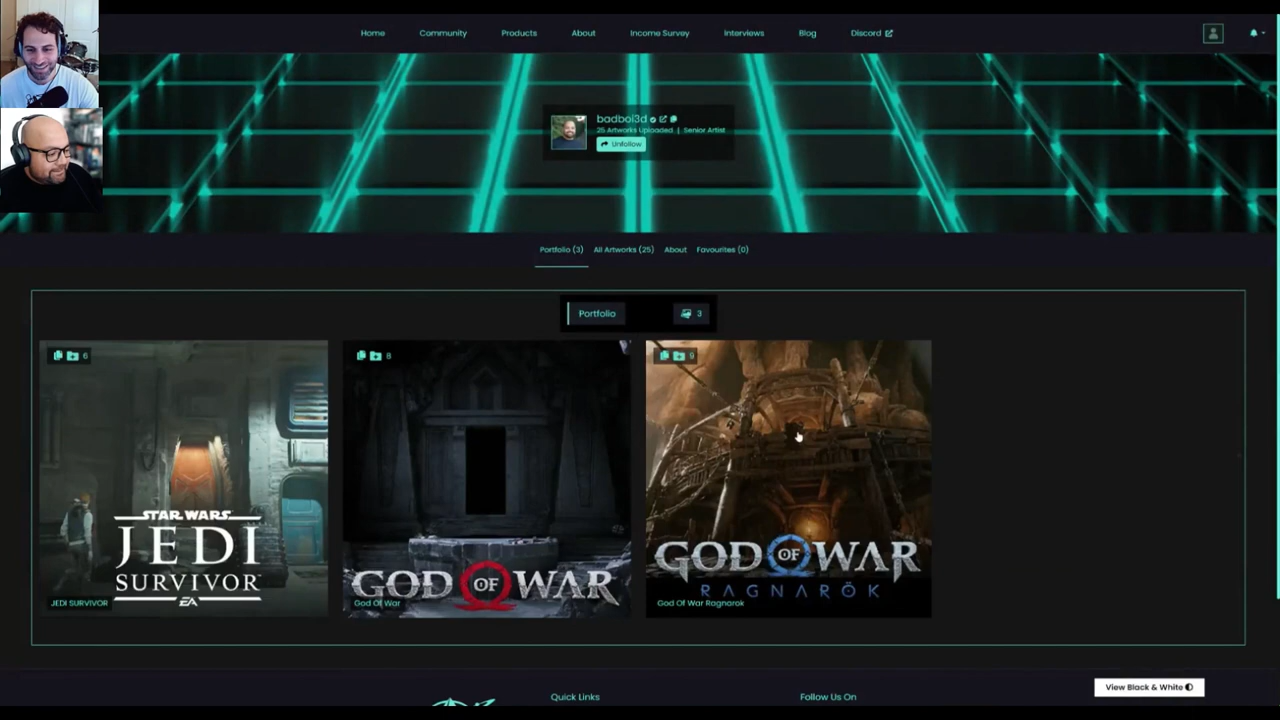 Home Community Products About Income Survey Interviews Blog Discord
badboi3d
25 Artworks Uploaded | Senior Artist
Unfollow
Portfolio (3) All Artworks (25) About Favourites (0)
Portfolio 3
6
STAR WARS
JEDI
SURVIVOR
EA
JEDI SURVIVOR
8
GOD OF WAR
God Of War
9
GOD OF WAR
RAGNARÖK
God Of War Ragnarok
View Black & White
Quick Links
Follow Us On